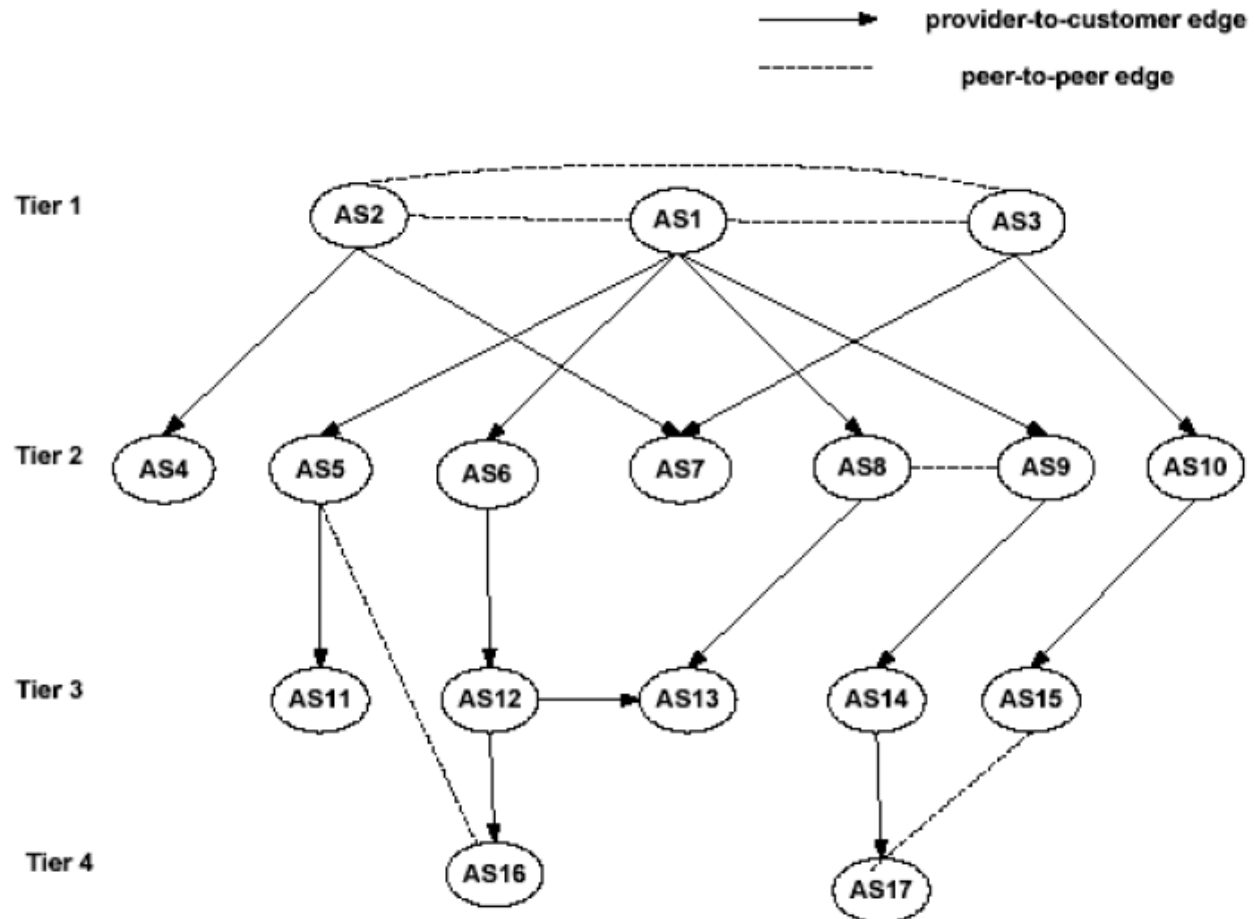 provider-to-customer edge
peer-to-peer edge
Tier 1
AS2
AS1
AS3
Tier 2
AS4
AS5
AS6
AS7
AS8
AS9
AS10
Tier 3
AS11
AS12
AS13
AS14
AS15
Tier 4
AS16
AS17